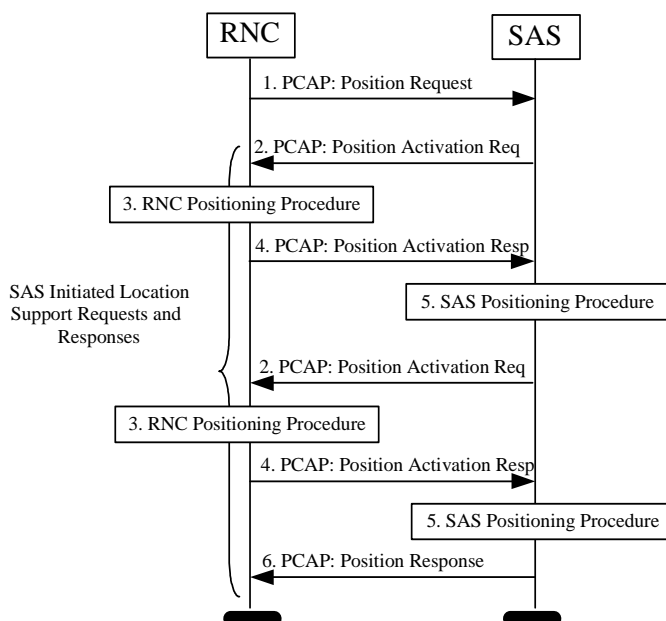 RNC
SAS
1. PCAP: Position Request
2. PCAP: Position Activation Req
3. RNC Positioning Procedure
4. PCAP: Position Activation Resp
SAS Initiated Location
Support Requests and
Responses
5. SAS Positioning Procedure
2. PCAP: Position Activation Req
3. RNC Positioning Procedure
4. PCAP: Position Activation Resp
5. SAS Positioning Procedure
6. PCAP: Position Response